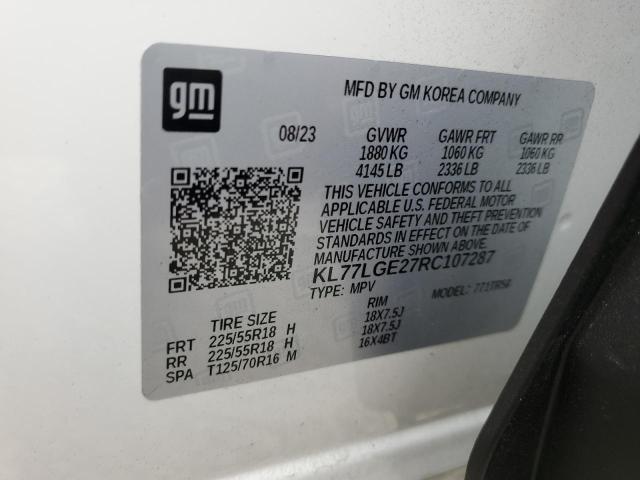 gm
MFD BY GM KOREA COMPANY
08/23 GVWR GAWR FRT GAWR RR
1880 KG 1060 KG 1060 KG
4145 LB 2336 LB 2336 LB
THIS VEHICLE CONFORMS TO ALL
APPLICABLE U.S. FEDERAL MOTOR
VEHICLE SAFETY AND THEFT PREVENTION
STANDARDS IN EFFECT ON THE DATE OF
MANUFACTURE SHOWN ABOVE.
KL77LGE27RC107287
TYPE: MPV MODEL:
TIRE SIZE RIM
FRT 225/55R18 H 18X7.5J
RR 225/55R18 H 18X7.5J
SPA T125/70R16 M 16X4BT